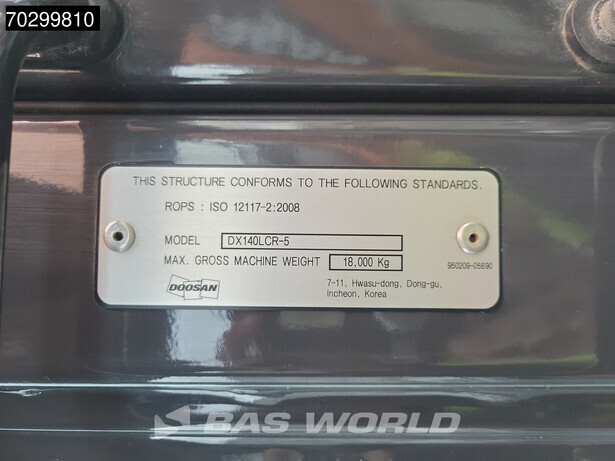 70299810
THIS STRUCTURE CONFORMS TO THE FOLLOWING STANDARDS.
ROPS : ISO 12117-2:2008
MODEL DX140LCR-5
MAX. GROSS MACHINE WEIGHT 18,000 Kg
950209-05690
DOOSAN
7-11, Hwasu-dong, Dong-gu,
Incheon, Korea
BAS WORLD